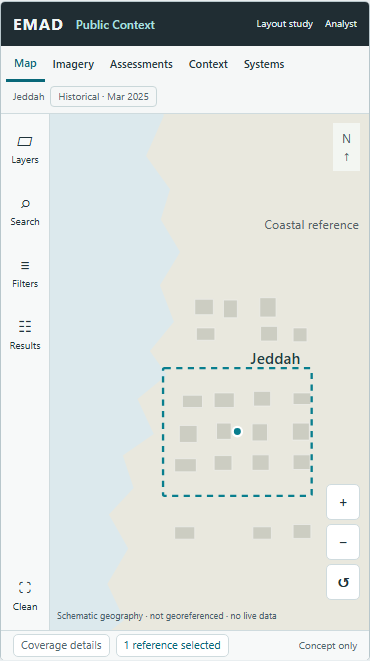 EMAD Public Context Layout study Analyst
Map Imagery Assessments Context Systems
Jeddah Historical · Mar 2025
N
↑
Layers
Search
Coastal reference
Filters
Results
Jeddah
+
−
↺
Clean
Schematic geography · not georeferenced · no live data
Coverage details 1 reference selected Concept only